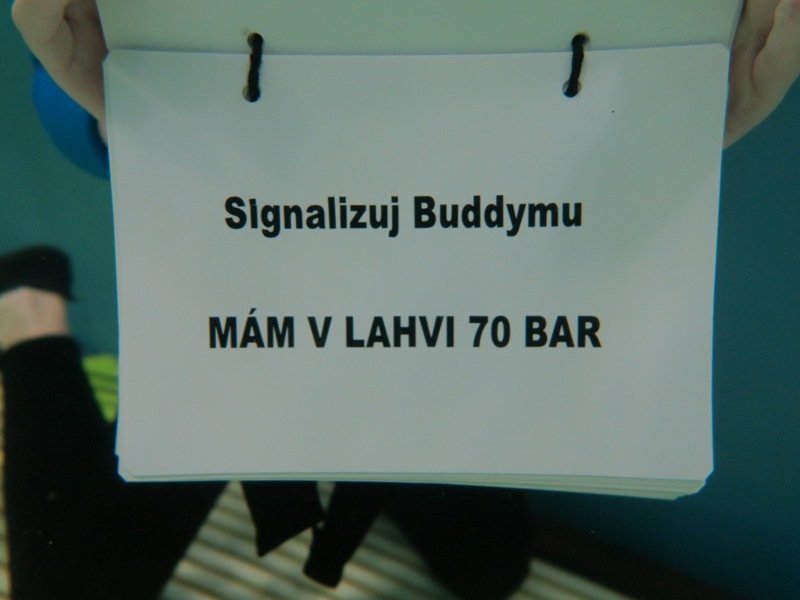 Signalizuj Buddymu
MÁM V LAHVI 70 BAR